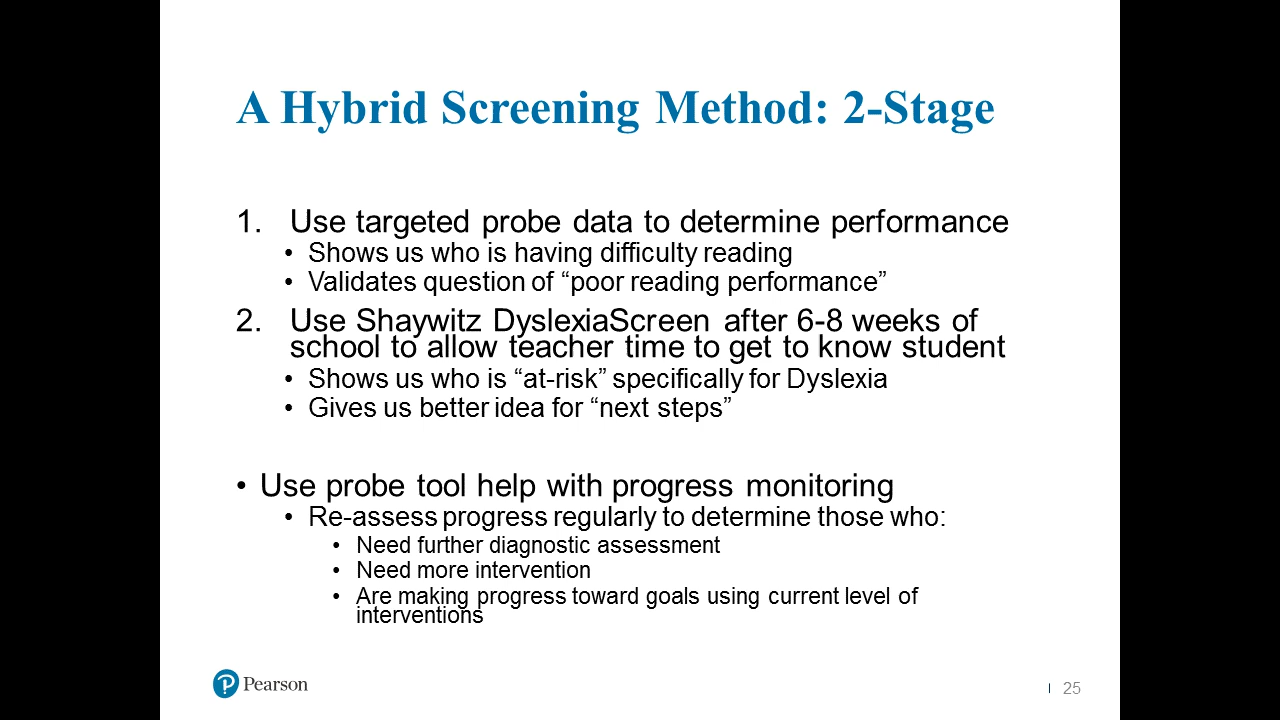 A Hybrid Screening Method: 2-Stage
1. Use targeted probe data to determine performance
• Shows us who is having difficulty reading
• Validates question of “poor reading performance”
2. Use Shaywitz DyslexiaScreen after 6-8 weeks of
school to allow teacher time to get to know student
• Shows us who is “at-risk” specifically for Dyslexia
• Gives us better idea for “next steps”
• Use probe tool help with progress monitoring
• Re-assess progress regularly to determine those who:
• Need further diagnostic assessment
• Need more intervention
• Are making progress toward goals using current level of
interventions
Pearson
| 25